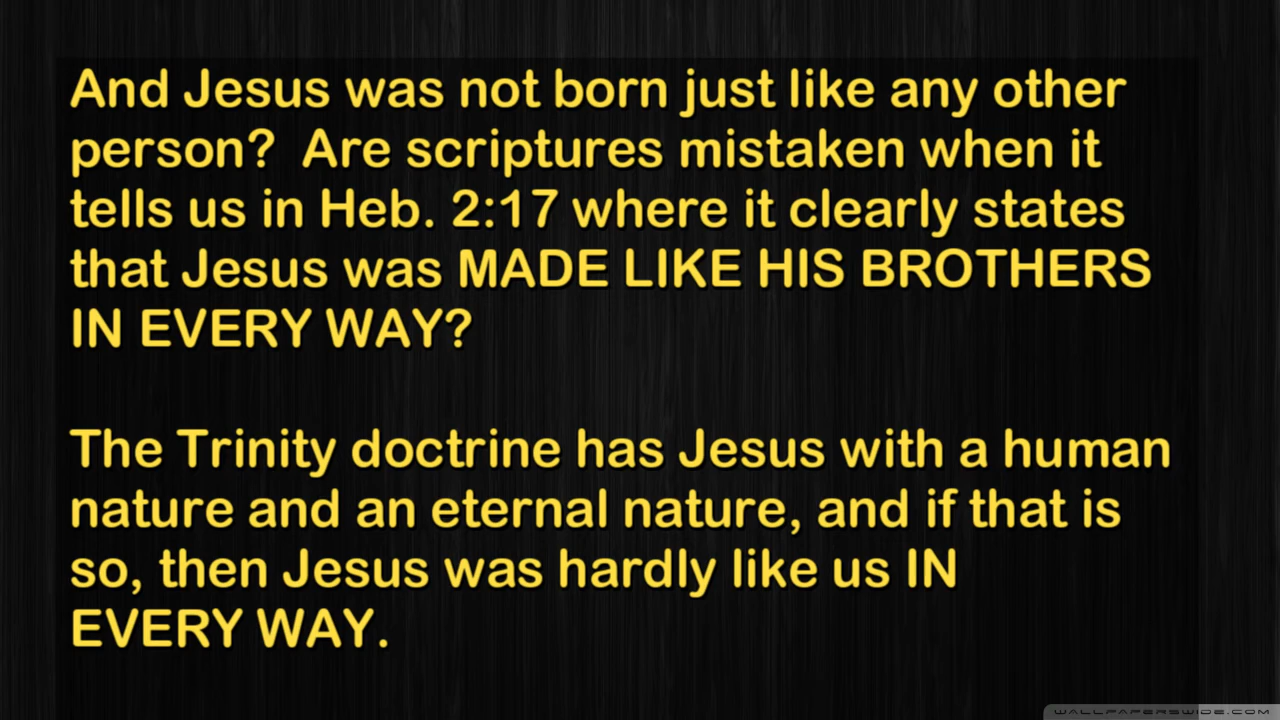 And Jesus was not born just like any other
person?  Are scriptures mistaken when it
tells us in Heb. 2:17 where it clearly states
that Jesus was MADE LIKE HIS BROTHERS
IN EVERY WAY?
The Trinity doctrine has Jesus with a human
nature and an eternal nature, and if that is
so, then Jesus was hardly like us IN
EVERY WAY.
WALLPAPERSWIDE.COM